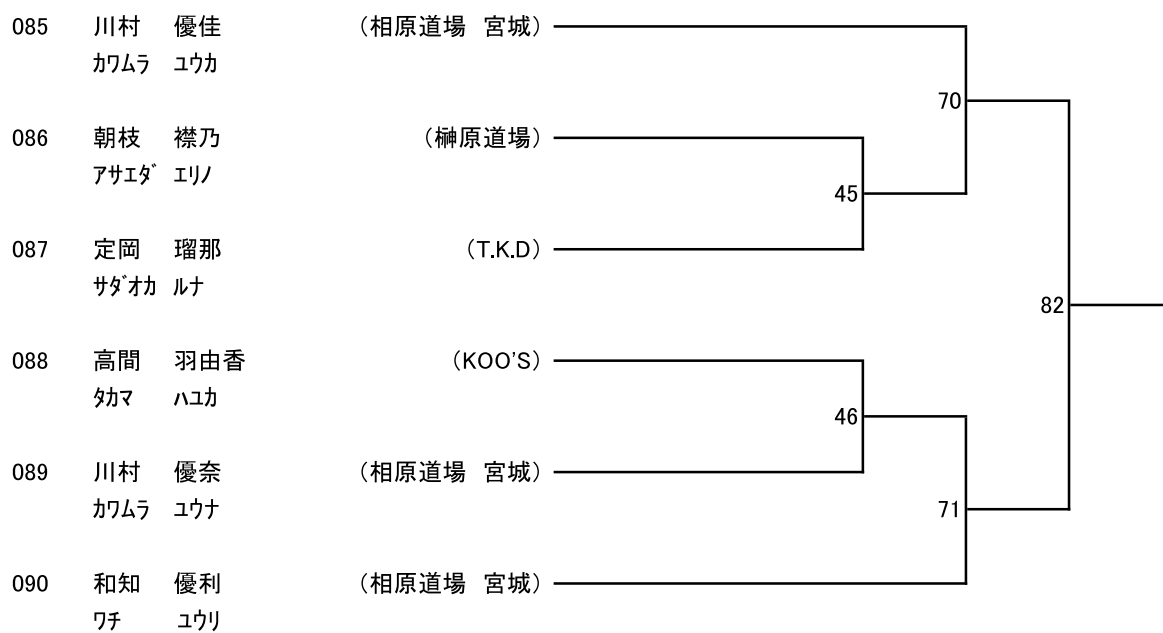 085 川村 優佳 (相原道場 宮城)
ｶﾜﾑﾗ ﾕｳｶ
70
086 朝枝 襟乃 (榊原道場)
ｱｻｴﾀﾞ ｴﾘﾉ
45
087 定岡 瑠那 (T.K.D)
ｻﾀﾞｵｶ ﾙﾅ
82
088 高間 羽由香 (KOO'S)
ﾀｶﾏ ﾊﾕｶ
46
089 川村 優奈 (相原道場 宮城)
ｶﾜﾑﾗ ﾕｳﾅ
71
090 和知 優利 (相原道場 宮城)
ﾜﾁ ﾕｳﾘ